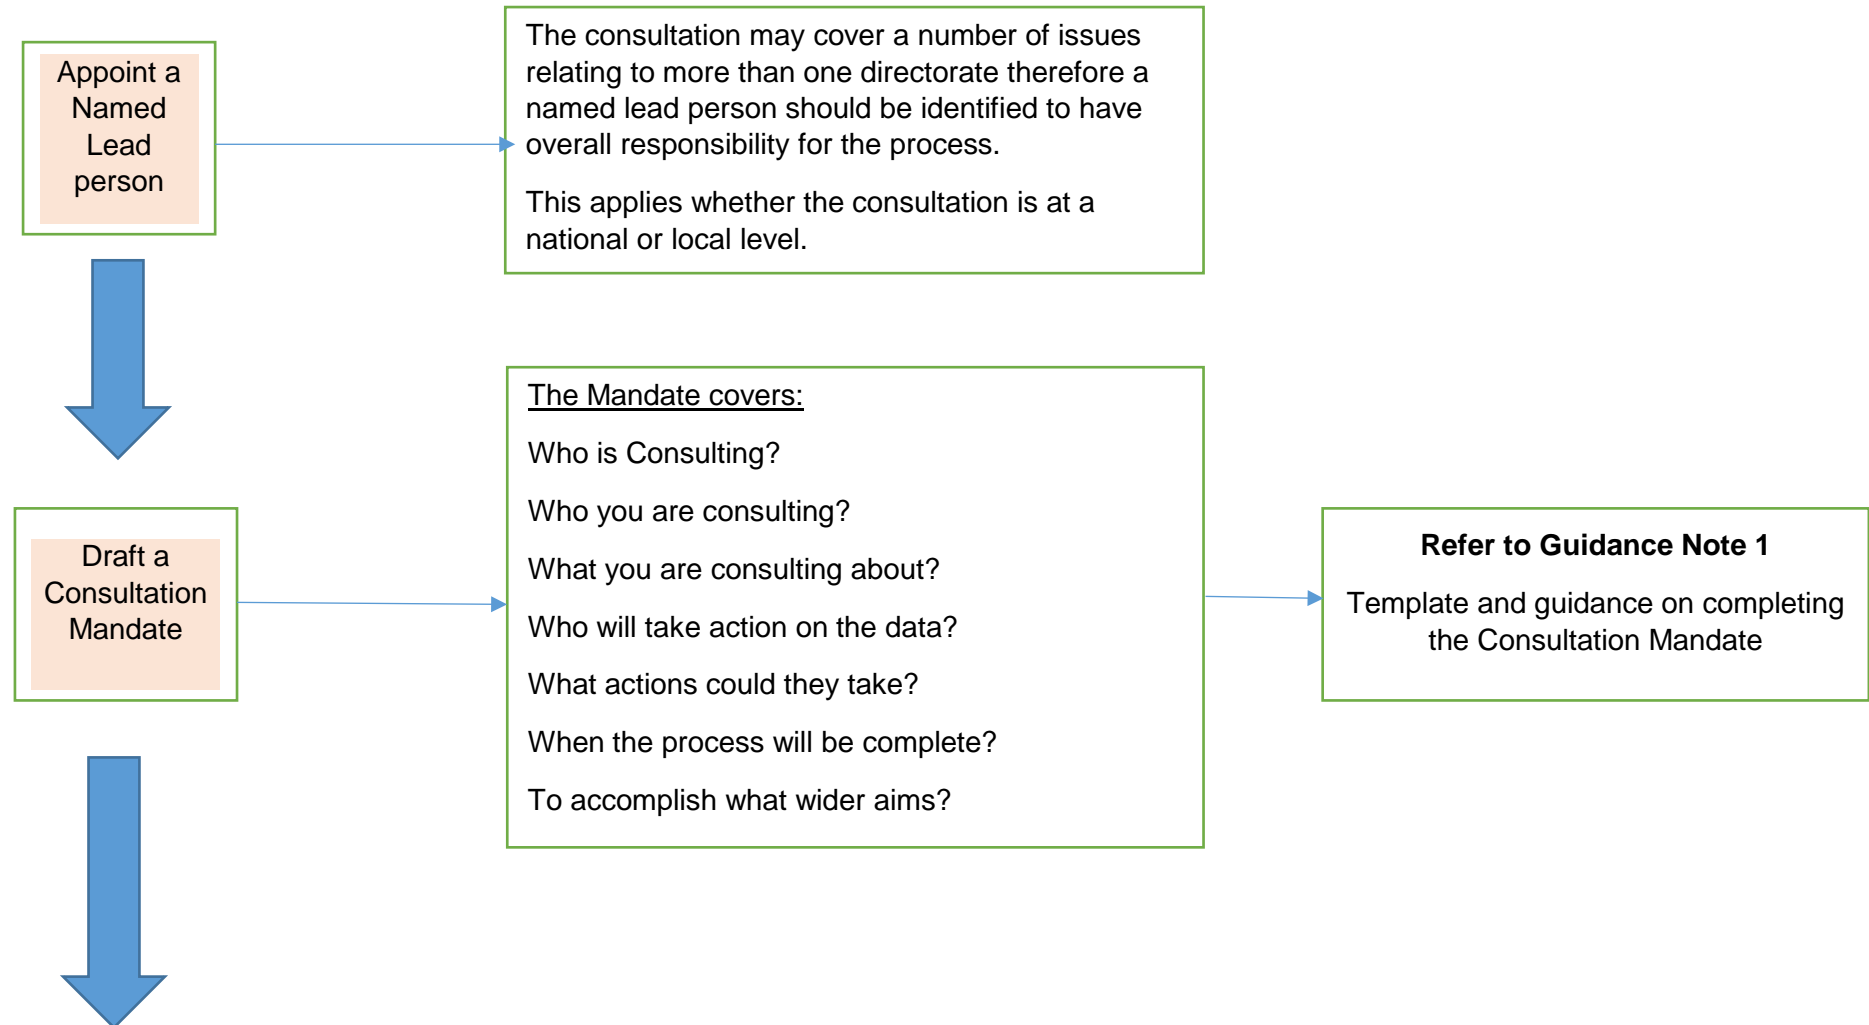 Appoint a
Named
Lead
person
The consultation may cover a number of issues
relating to more than one directorate therefore a
named lead person should be identified to have
overall responsibility for the process.
This applies whether the consultation is at a
national or local level.
Draft a
Consultation
Mandate
The Mandate covers:
Who is Consulting?
Who you are consulting?
What you are consulting about?
Who will take action on the data?
What actions could they take?
When the process will be complete?
To accomplish what wider aims?
Refer to Guidance Note 1
Template and guidance on completing
the Consultation Mandate